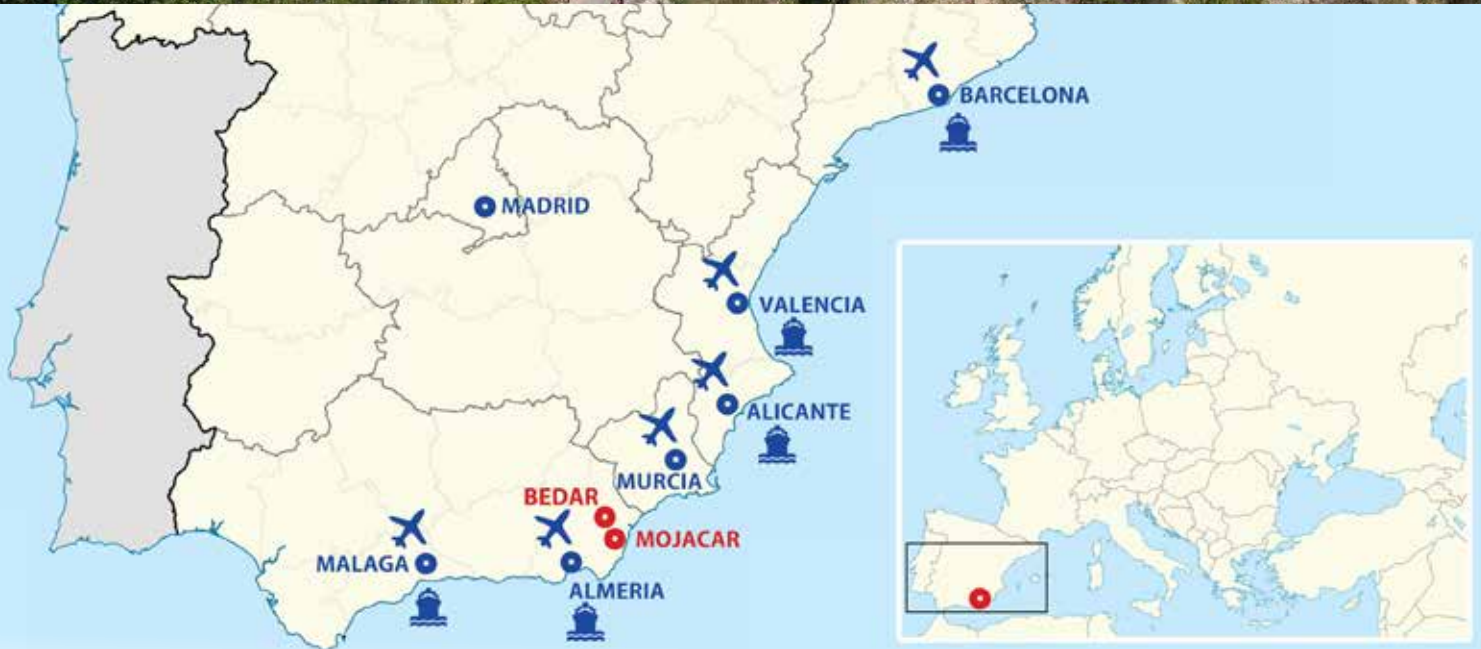 BARCELONA
MADRID
VALENCIA
ALICANTE
MURCIA
BEDAR
MOJACAR
MALAGA
ALMERIA